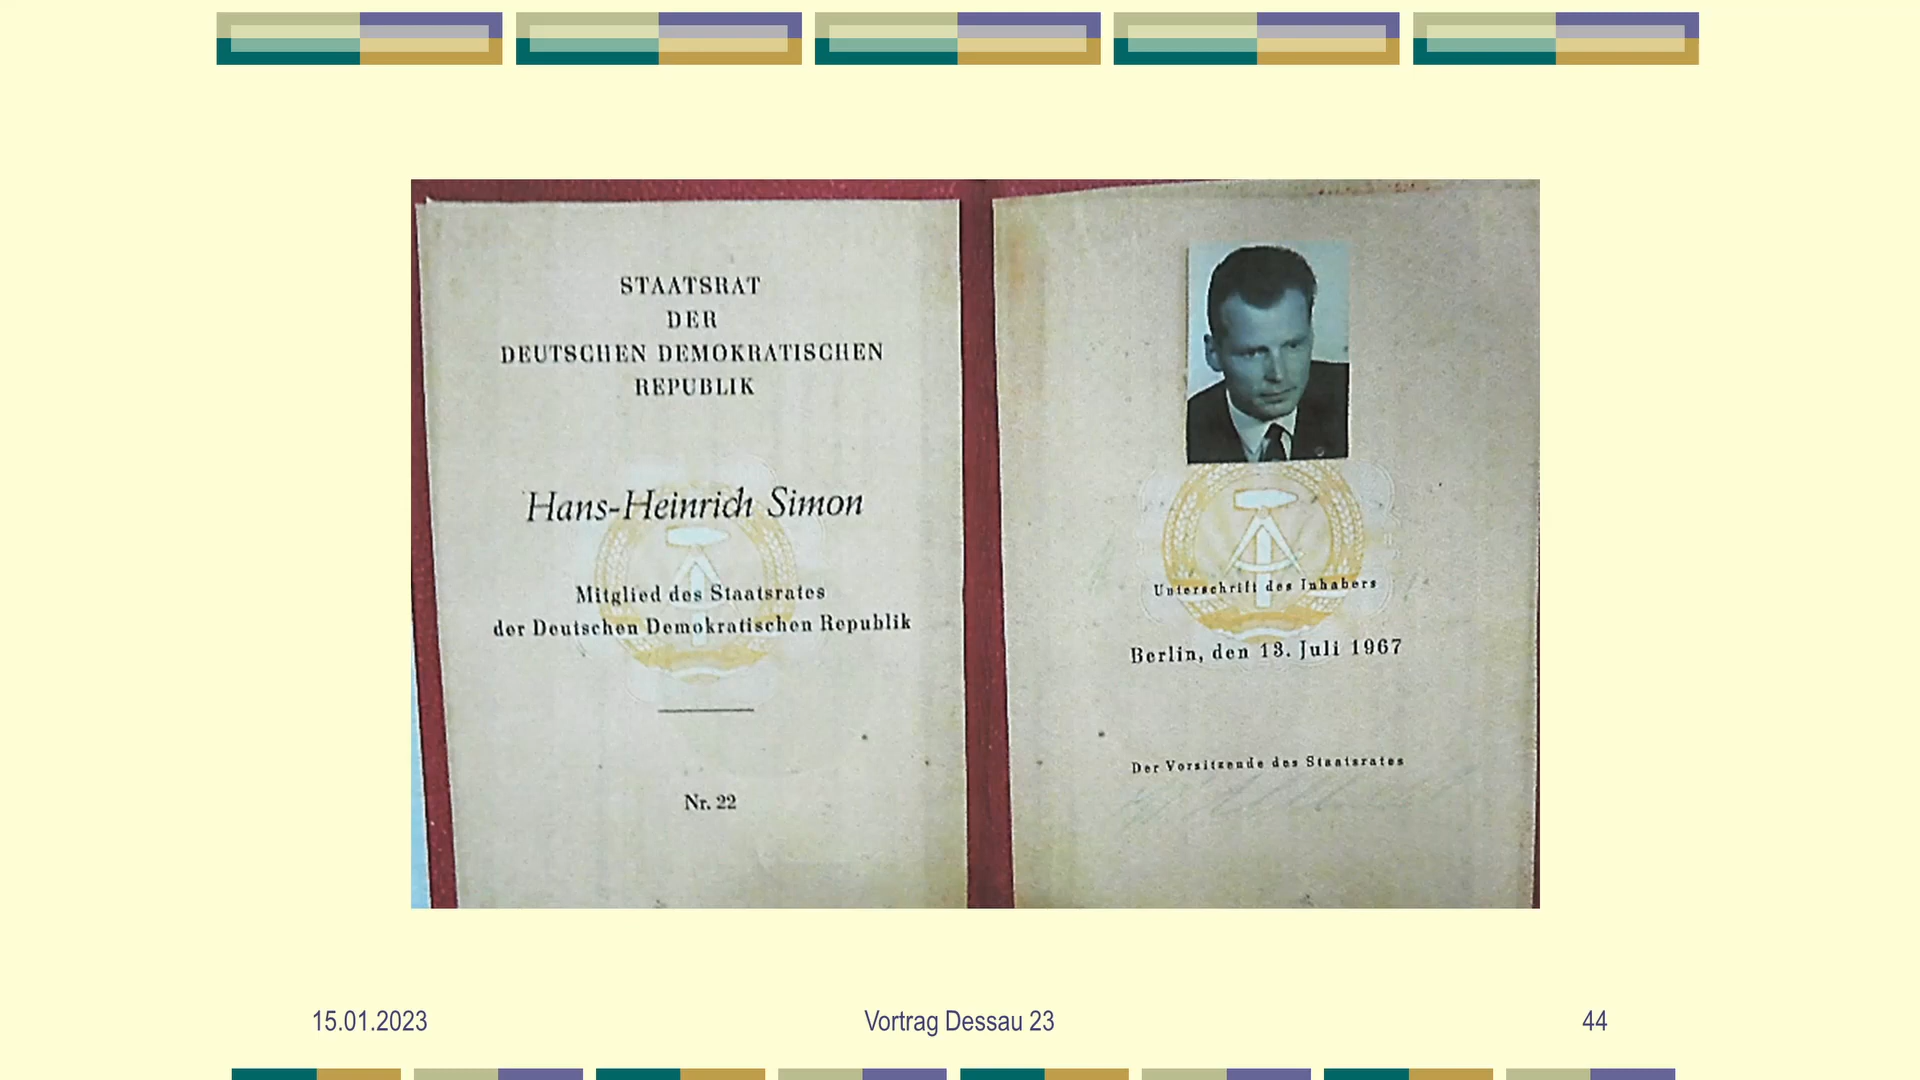 STAATSRAT
DER
DEUTSCHEN DEMOKRATISCHEN
REPUBLIK
Hans-Heinrich Simon
Mitglied des Staatsrates
der Deutschen Demokratischen Republik
Nr. 22
Unterschrift des Inhabers
Berlin, den 13. Juli 1967
Der Vorsitzende des Staatsrates
15.01.2023
Vortrag Dessau 23
44